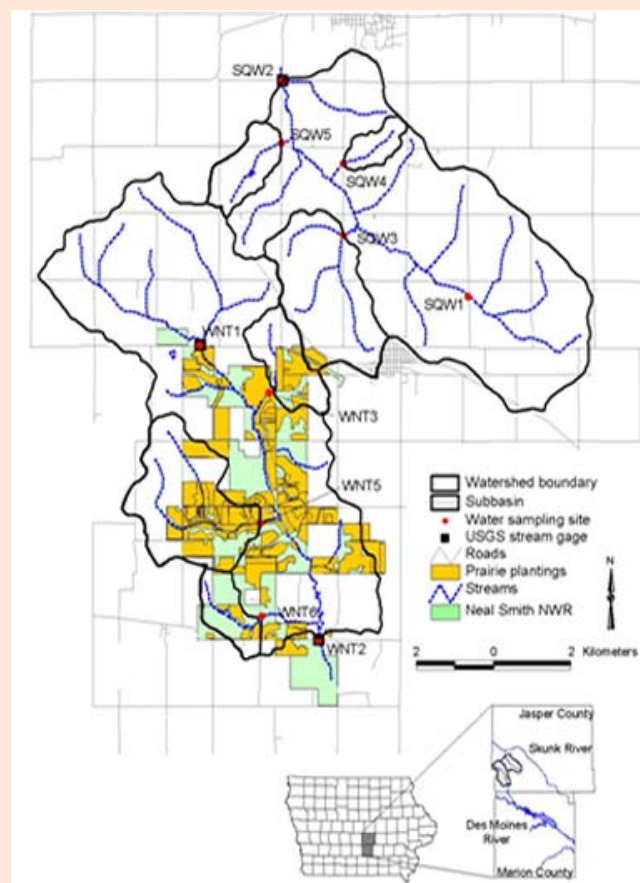 SQW2
SQW5
SQW4
SQW3
SQW1
WNT1
WNT3
WNT5
WNT6
WNT2
Watershed boundary
Subbasin
Water sampling site
USGS stream gage
Roads
Prairie plantings
Streams
Neal Smith NWR
N
2 0 2 Kilometers
Jasper County
Skunk River
Des Moines
River
Marion County